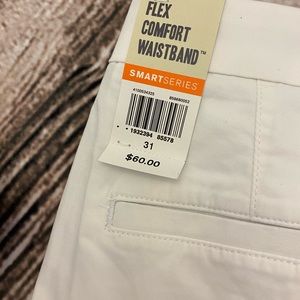 FLEX
COMFORT
WAISTBAND™
SMARTSERIES
1932394 85578
31
$60.00